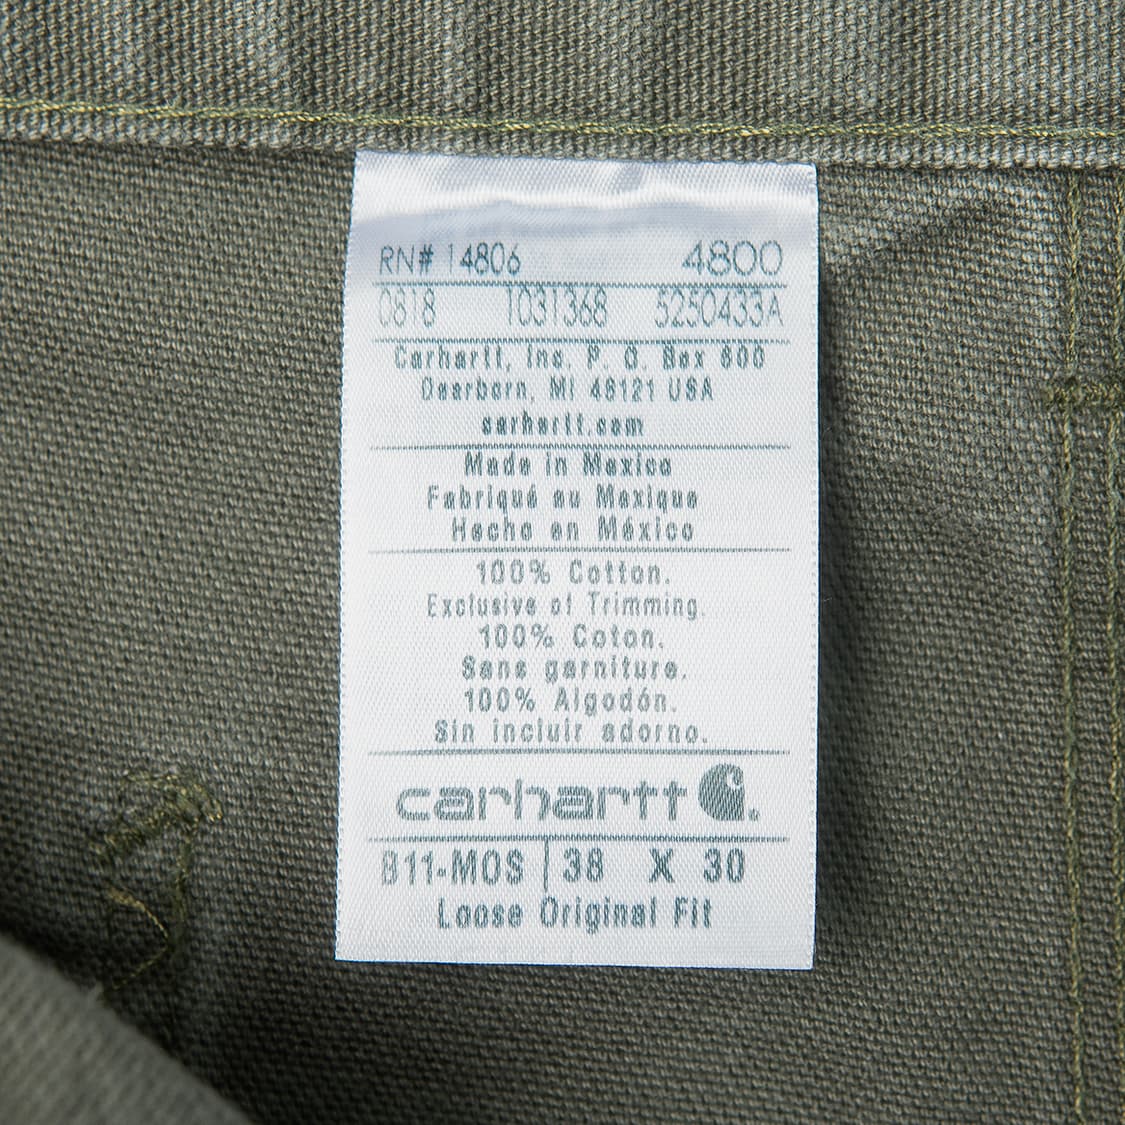 RN# 14806 4800
0818 1031368 5250433A
Carhartt, Inc. P. O. Box 600
Dearborn, MI 48121 USA
carhartt.com
Made in Mexico
Fabriqué au Mexique
Hecho en México
100% Cotton.
Exclusive of Trimming.
100% Coton.
Sans garniture.
100% Algodón.
Sin incluir adorno.
carhartt
B11-MOS 38 X 30
Loose Original Fit